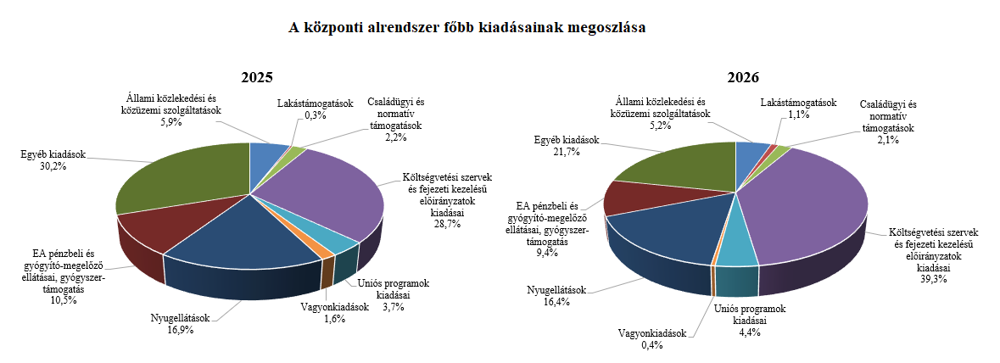 A központi alrendszer főbb kiadásainak megoszlása
2025
Állami közlekedési és
közüzemi szolgáltatások
5,9%
Lakástámogatások
0,3%
Családügyi és
normatív
támogatások
2,2%
Egyéb kiadások
30,2%
Költségvetési szervek
és fejezeti kezelésű
előirányzatok
kiadásai
28,7%
EA pénzbeli és
gyógyító-megelőző
ellátásai, gyógyszer-
támogatás
10,5%
Uniós programok
kiadásai
3,7%
Vagyonkiadások
1,6%
Nyugellátások
16,9%
2026
Állami közlekedési és
közüzemi szolgáltatások
5,2%
Lakástámogatások
1,1%
Családügyi és
normatív
támogatások
2,1%
Egyéb kiadások
21,7%
EA pénzbeli és
gyógyító-megelőző
ellátásai, gyógyszer-
támogatás
9,4%
Költségvetési szervek
és fejezeti kezelésű
előirányzatok
kiadásai
39,3%
Nyugellátások
16,4%
Uniós programok
kiadásai
4,4%
Vagyonkiadások
0,4%